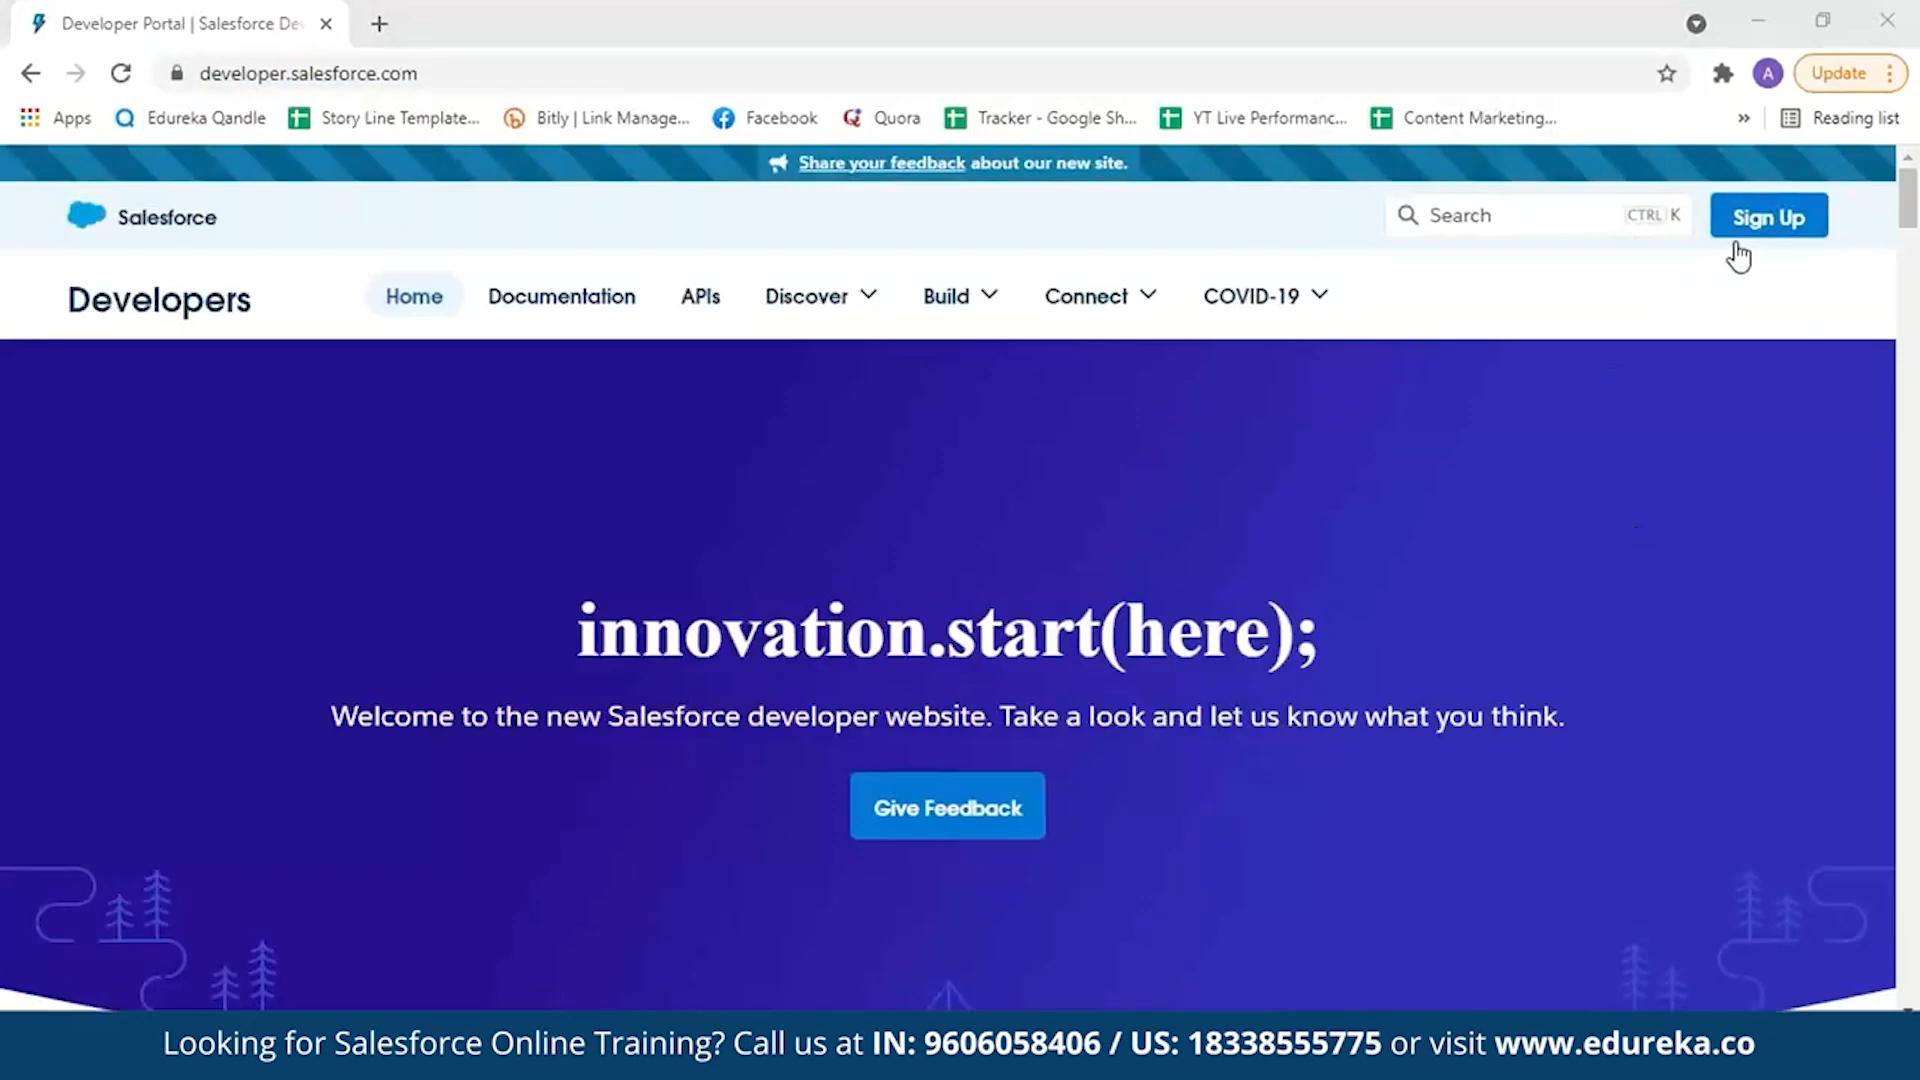 Developer Portal | Salesforce De
developer.salesforce.com
A
Update
Apps
Edureka Qandle
Story Line Template...
Bitly | Link Manage...
Facebook
Quora
Tracker - Google Sh...
YT Live Performanc...
Content Marketing...
»
Reading list
Share your feedback about our new site.
Salesforce
Search
CTRL K
Sign Up
Developers
Home
Documentation
APIs
Discover
Build
Connect
COVID-19
innovation.start(here);
Welcome to the new Salesforce developer website. Take a look and let us know what you think.
Give Feedback
Looking for Salesforce Online Training? Call us at IN: 9606058406 / US: 18338555775 or visit www.edureka.co